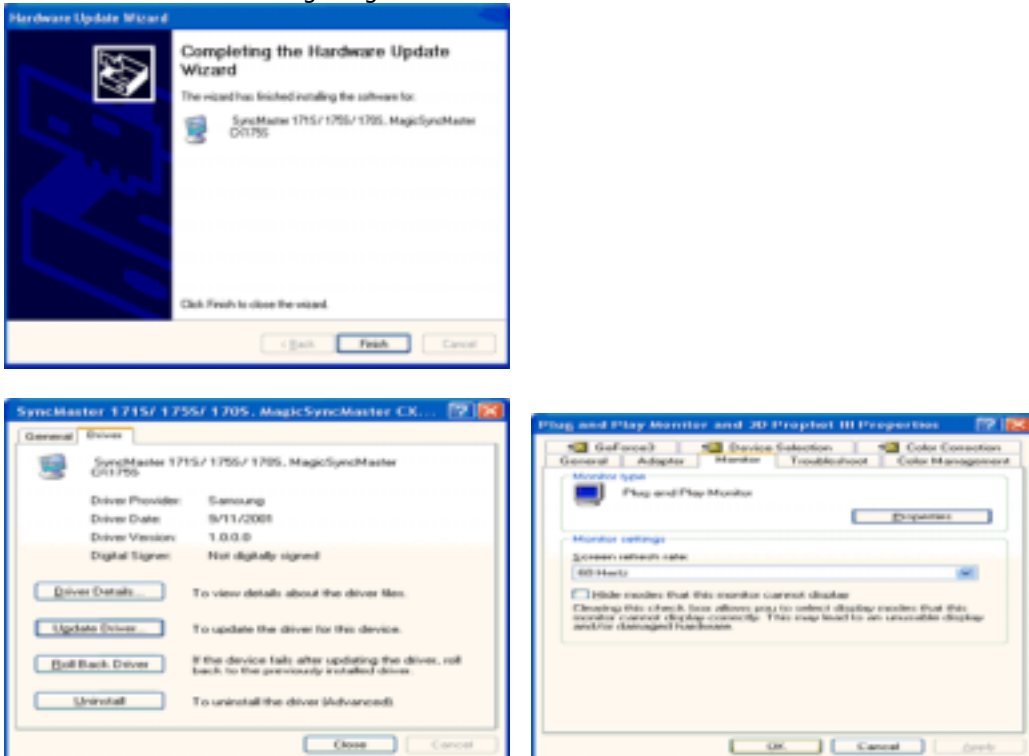 Hardware Update Wizard
Completing the Hardware Update
Wizard
The wizard has finished installing the software for:
SyncMaster 171S/ 175S/ 170S, MagicSyncMaster
Click Finish to close the wizard.
< Back Finish Cancel
SyncMaster 171S/ 175S/ 170S, MagicSyncMaster CX...
General Driver
SyncMaster 171S/ 175S/ 170S, MagicSyncMaster
Driver Provider: Samsung
Driver Date: 9/11/2001
Driver Version: 1.0.0.0
Digital Signer: Not digitally signed
Driver Details... To view details about the driver files.
Update Driver... To update the driver for this device.
Roll Back Driver If the device fails after updating the driver, roll
back to the previously installed driver.
Uninstall To uninstall the driver (Advanced).
Close Cancel
Plug and Play Monitor and 3D Prophet III Properties
GeForce3 Device Selection Color Correction
General Adapter Monitor Troubleshoot Color Management
Monitor type
Plug and Play Monitor
Properties
Monitor settings
Screen refresh rate:
60 Hertz
Hide modes that this monitor cannot display
Clearing this check box allows you to select display modes that this
monitor cannot display correctly. This may lead to an unusable display
and/or damaged hardware.
OK Cancel Apply